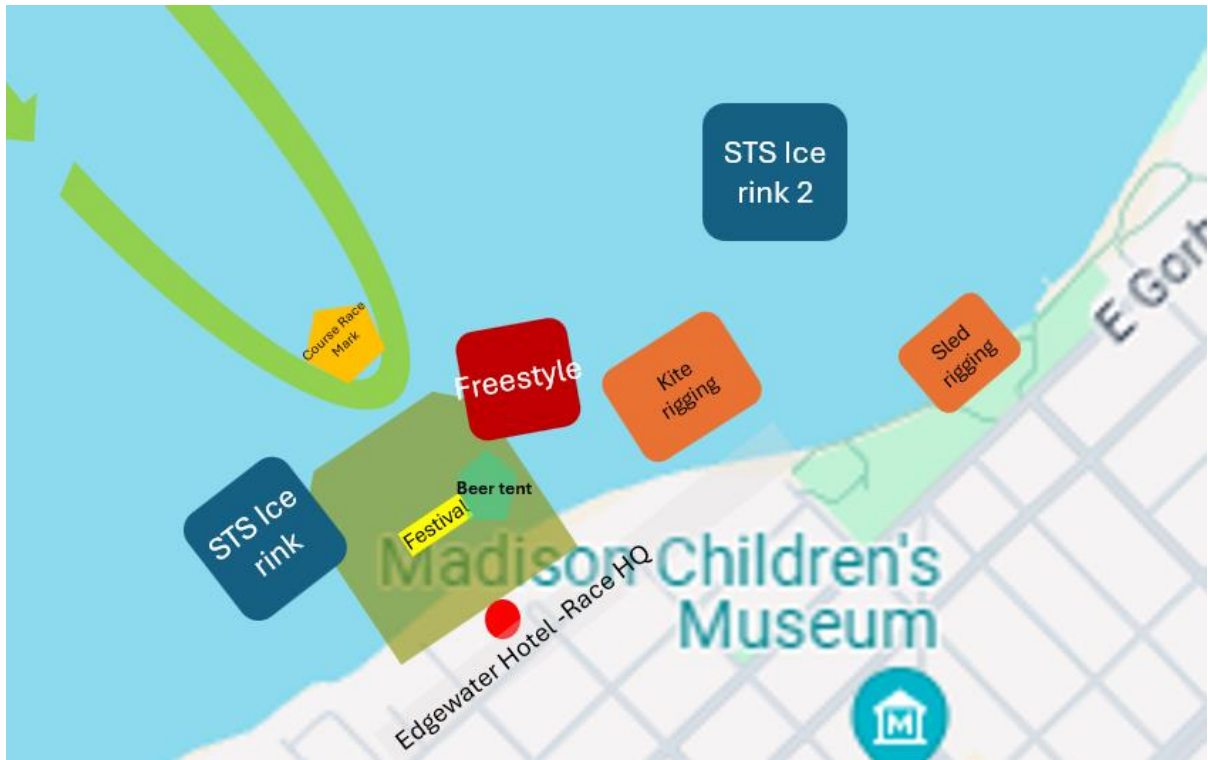 STS Ice
rink 2
Course Race
Mark
Freestyle
Kite
rigging
Sled
rigging
E Gorh
STS Ice
rink
Beer tent
Festival
Madison Children's
Museum
Edgewater Hotel -Race HQ
M